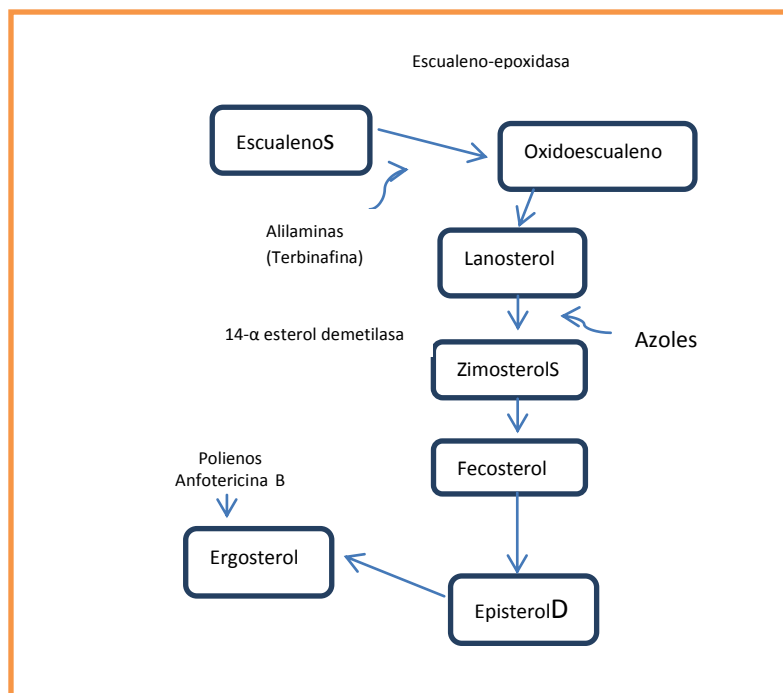 Escualeno-epoxidasa
EscualenoS
Oxidoescualeno
Alilaminas
(Terbinafina)
Lanosterol
14-α esterol demetilasa
Azoles
ZimosterolS
Fecosterol
Polienos
Anfotericina B
Ergosterol
EpisterolD